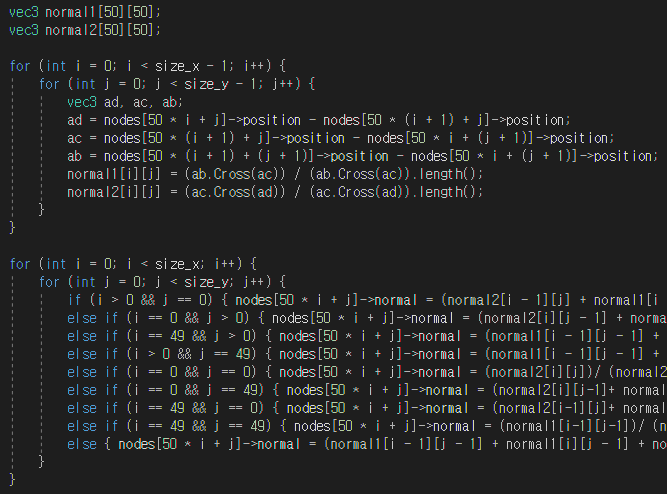 vec3 normal1[50][50];
vec3 normal2[50][50];
for (int i = 0; i < size_x - 1; i++) {
for (int j = 0; j < size_y - 1; j++) {
vec3 ad, ac, ab;
ad = nodes[50 * i + j]->position - nodes[50 * (i + 1) + j]->position;
ac = nodes[50 * (i + 1) + j]->position - nodes[50 * i + (j + 1)]->position;
ab = nodes[50 * (i + 1) + (j + 1)]->position - nodes[50 * i + (j + 1)]->position;
normal1[i][j] = (ab.Cross(ac)) / (ab.Cross(ac)).length();
normal2[i][j] = (ac.Cross(ad)) / (ac.Cross(ad)).length();
}
}
for (int i = 0; i < size_x; i++) {
for (int j = 0; j < size_y; j++) {
if (i > 0 && j == 0) { nodes[50 * i + j]->normal = (normal2[i - 1][j] + normal1[i
else if (i == 0 && j > 0) { nodes[50 * i + j]->normal = (normal2[i][j - 1] + normal
else if (i == 49 && j > 0) { nodes[50 * i + j]->normal = (normal1[i - 1][j - 1] +
else if (i > 0 && j == 49) { nodes[50 * i + j]->normal = (normal1[i - 1][j - 1] +
else if (i == 0 && j == 0) { nodes[50 * i + j]->normal = (normal2[i][j])/ (normal2
else if (i == 0 && j == 49) { nodes[50 * i + j]->normal = (normal2[i][j-1]+ normal
else if (i == 49 && j == 0) { nodes[50 * i + j]->normal = (normal2[i-1][j]+ normal
else if (i == 49 && j == 49) { nodes[50 * i + j]->normal = (normal1[i-1][j-1])/ (n
else { nodes[50 * i + j]->normal = (normal1[i - 1][j - 1] + normal1[i][j - 1] + no
}
}